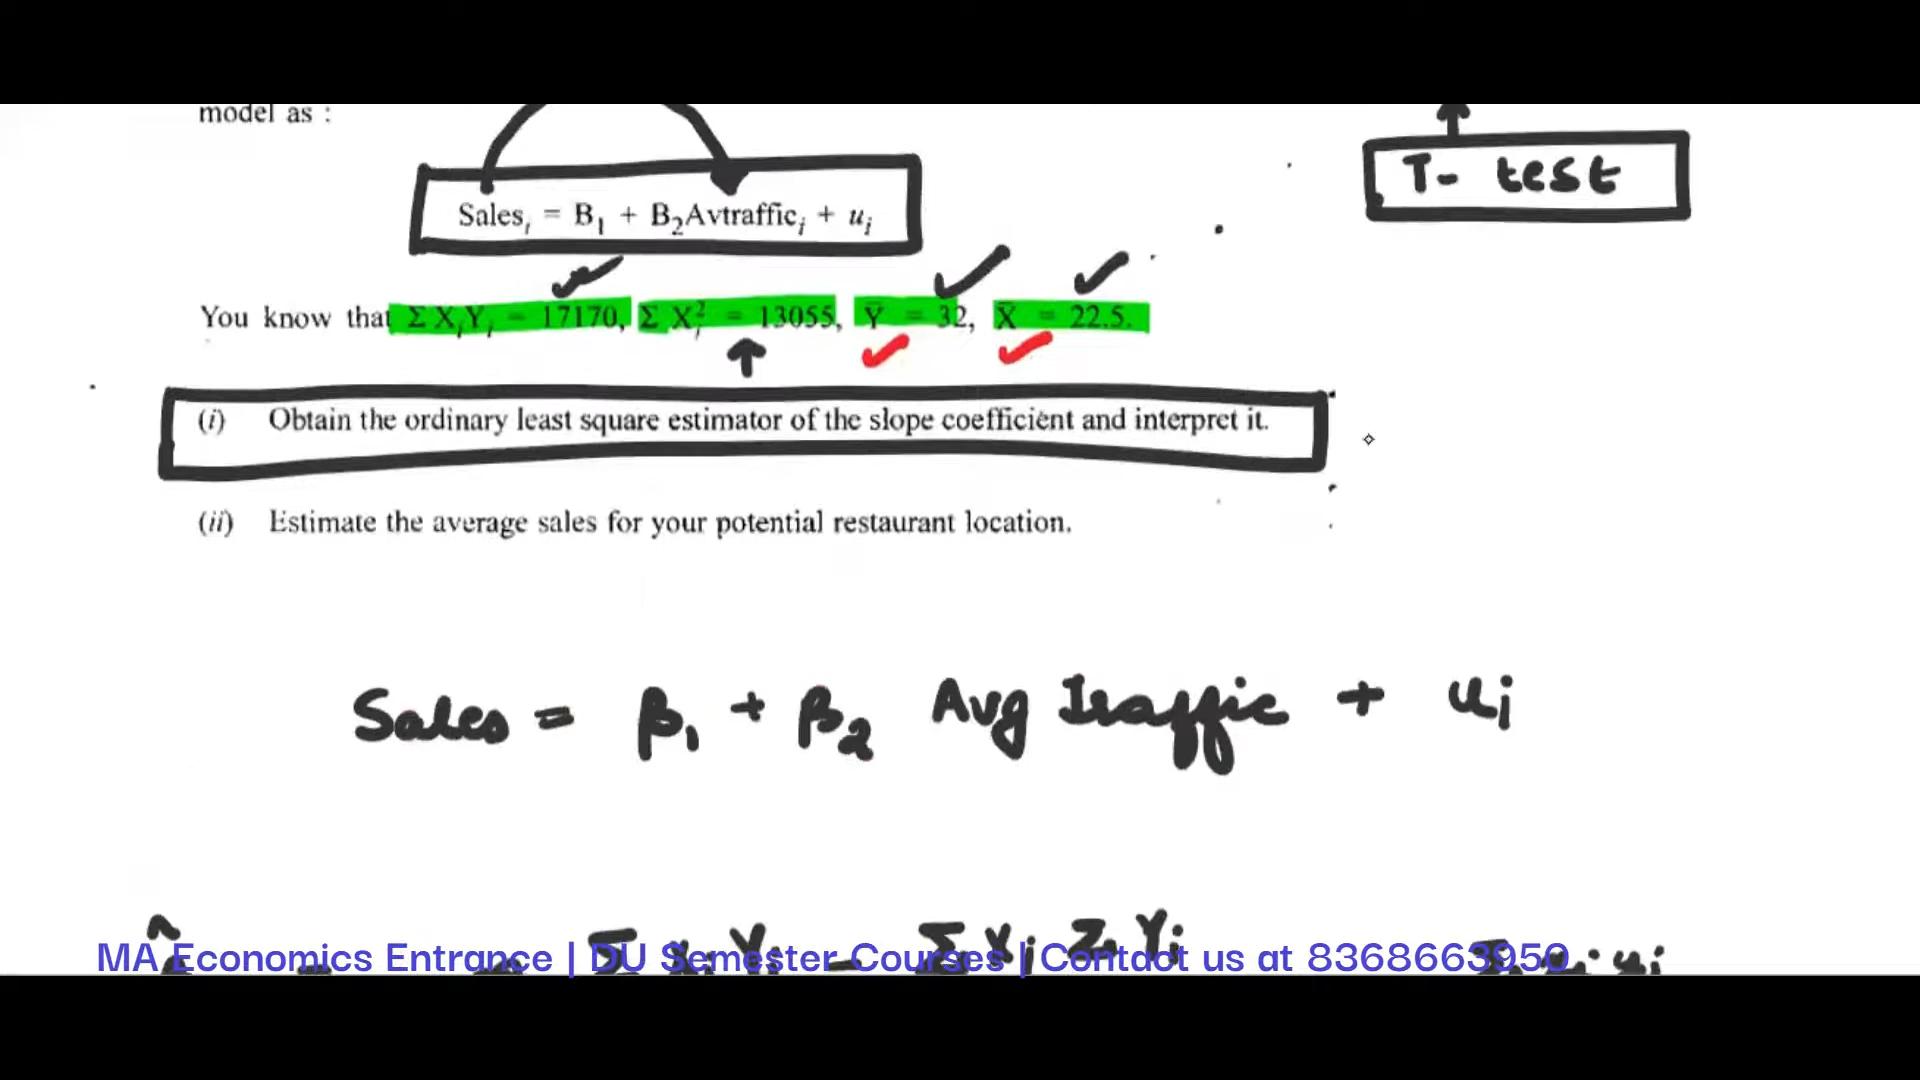 model as :
T- test
Sales_i = B_1 + B_2Avtraffic_i + u_i
You know that Σ X_iY_i = 17170, Σ X_i^2 = 13055, Y̅ = 32, X̅ = 22.5.
(i) Obtain the ordinary least square estimator of the slope coefficient and interpret it.
(ii) Estimate the average sales for your potential restaurant location.
Sales = β_1 + β_2 Avg Traffic + u_i
MA Economics Entrance | DU Semester Courses | Contact us at 8368663950